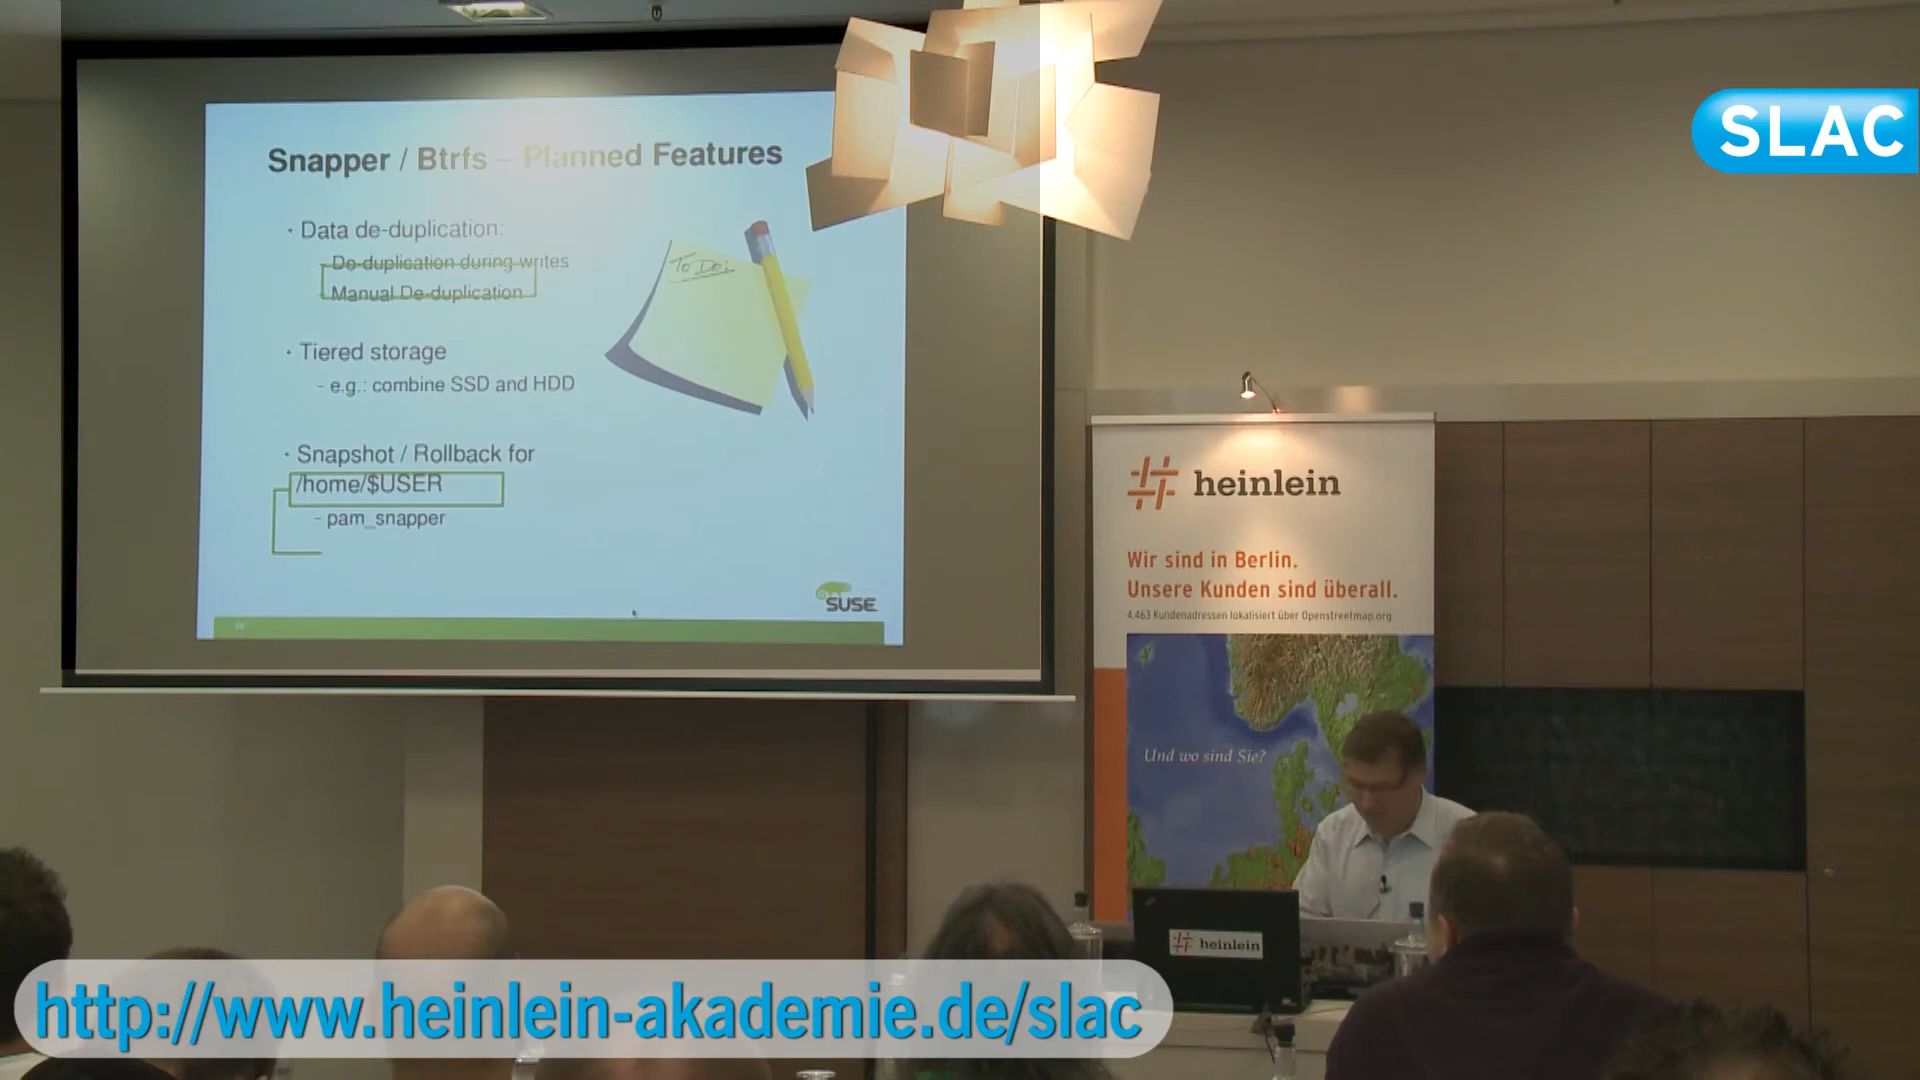 SLAC
Snapper / Btrfs – Planned Features
· Data de-duplication:
- De-duplication during writes
- Manual De-duplication
To Do:
· Tiered storage
- e.g.: combine SSD and HDD
· Snapshot / Rollback for
/home/$USER
- pam_snapper
SUSE
heinlein
Wir sind in Berlin.
Unsere Kunden sind überall.
4.463 Kundenadressen lokalisiert über Openstreetmap.org
Und wo sind Sie?
heinlein
http://www.heinlein-akademie.de/slac